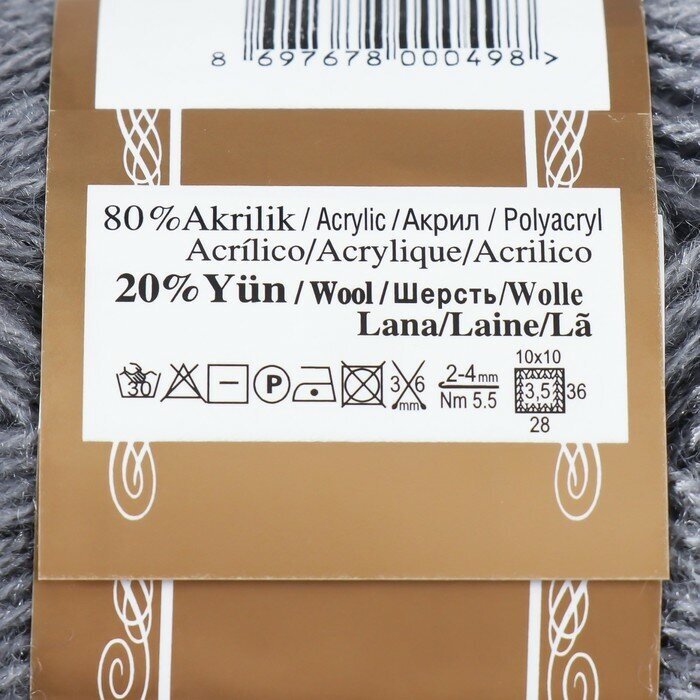 8 697678 000498 >
80%Akrilik / Acrylic / Акрил / Polyacryl
Acrílico/Acrylique/Acrilico
20%Yün / Wool / Шерсть/Wolle
Lana/Laine/Lã
10x10
30 P 3 6 mm 2-4mm Nm 5.5 3,5 36
28